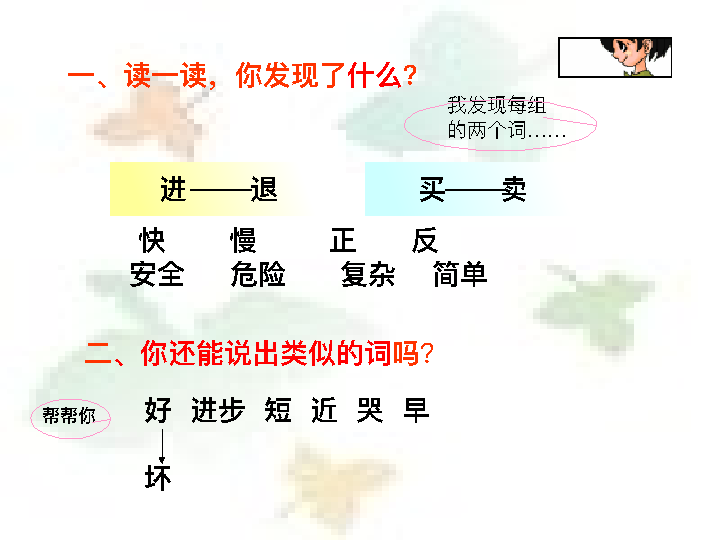 一、读一读，你发现了什么？
我发现每组
的两个词……
进——退 买——卖
快 慢 正 反
安全 危险 复杂 简单
二、你还能说出类似的词吗？
帮帮你
好 进步 短 近 哭 早
坏